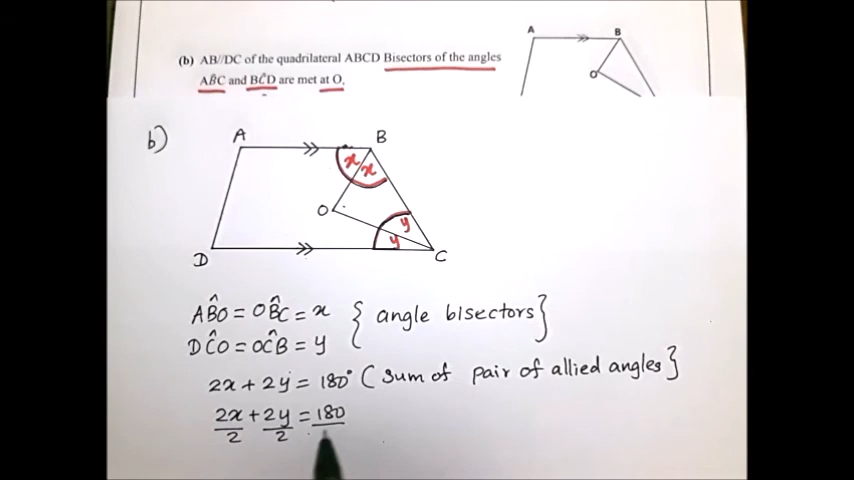 (b) AB//DC of the quadrilateral ABCD Bisectors of the angles
AB̂C and BĈD are met at O,
A B
O
b)
A B
x x
O
y
y
D C
AB̂O = OB̂C = x { angle bisectors }
DĈO = OĈB = y
2x + 2y = 180° ( Sum of pair of allied angles }
2x/2 + 2y/2 = 180